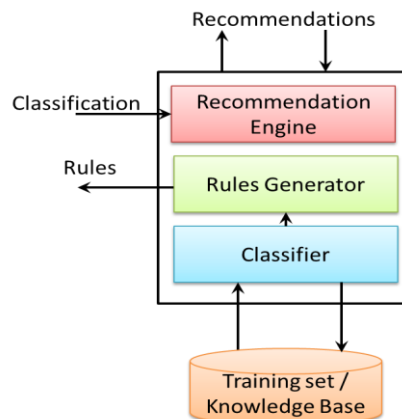 Recommendations
Classification
Recommendation
Engine
Rules
Rules Generator
Classifier
Training set /
Knowledge Base